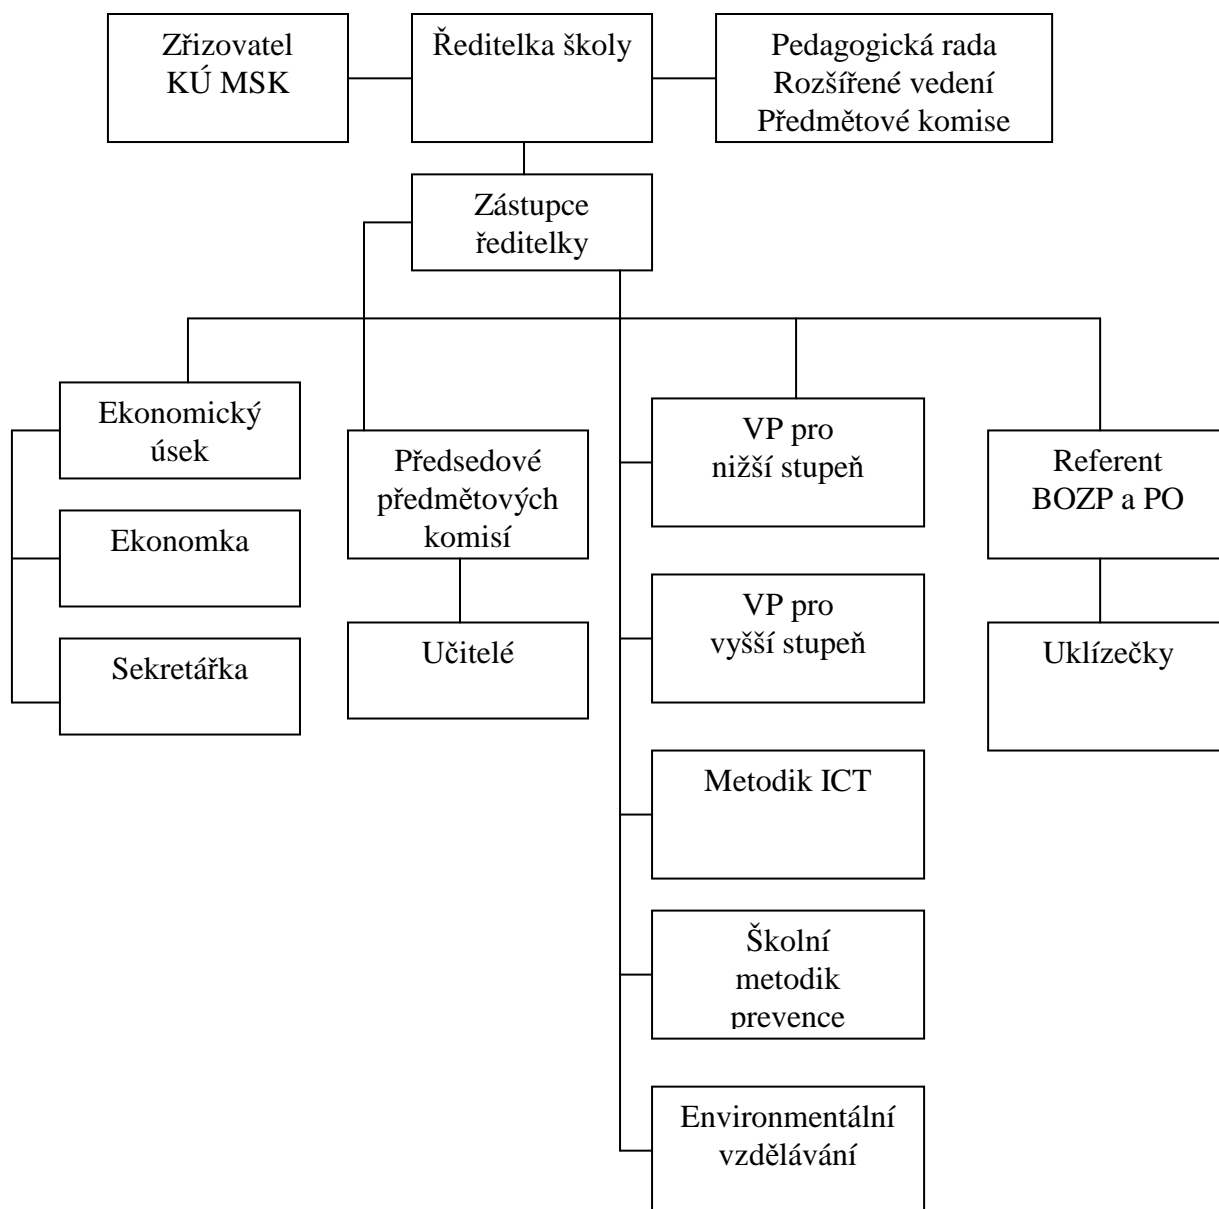 Zřizovatel
KÚ MSK
Ředitelka školy
Pedagogická rada
Rozšířené vedení
Předmětové komise
Zástupce
ředitelky
Ekonomický
úsek
Ekonomka
Sekretářka
Předsedové
předmětových
komisí
Učitelé
VP pro
nižší stupeň
VP pro
vyšší stupeň
Metodik ICT
Školní
metodik
prevence
Environmentální
vzdělávání
Referent
BOZP a PO
Uklízečky